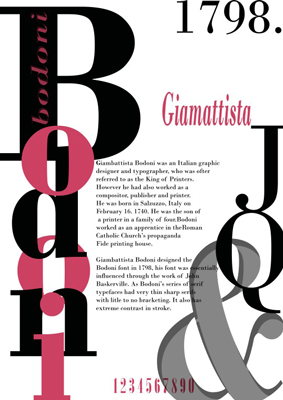 1798.
B
bodoni
Giamattista
o
d
a
o
n
i
J
Q
&
Giambattista Bodoni was an Italian graphic
designer and typographer, who was ofter
referred to as the King of Printers.
However he had also worked as a
compositor, publisher and printer.
He was born in Salzuzzo, Italy on
February 16. 1740. He was the son of
a printer in a family of four.Bodoni
worked as an apprentice in theRoman
Catholic Church's propaganda
Fide printing house.
Giambattista Bodoni designed the
Bodoni font in 1798, his font was essentially
influenced through the work of John
Baskerville. As Bodoni's series of serif
typefaces had very thin sharp serifs
with litle to no bracketing. It also has
extreme contrast in stroke.
1234567890